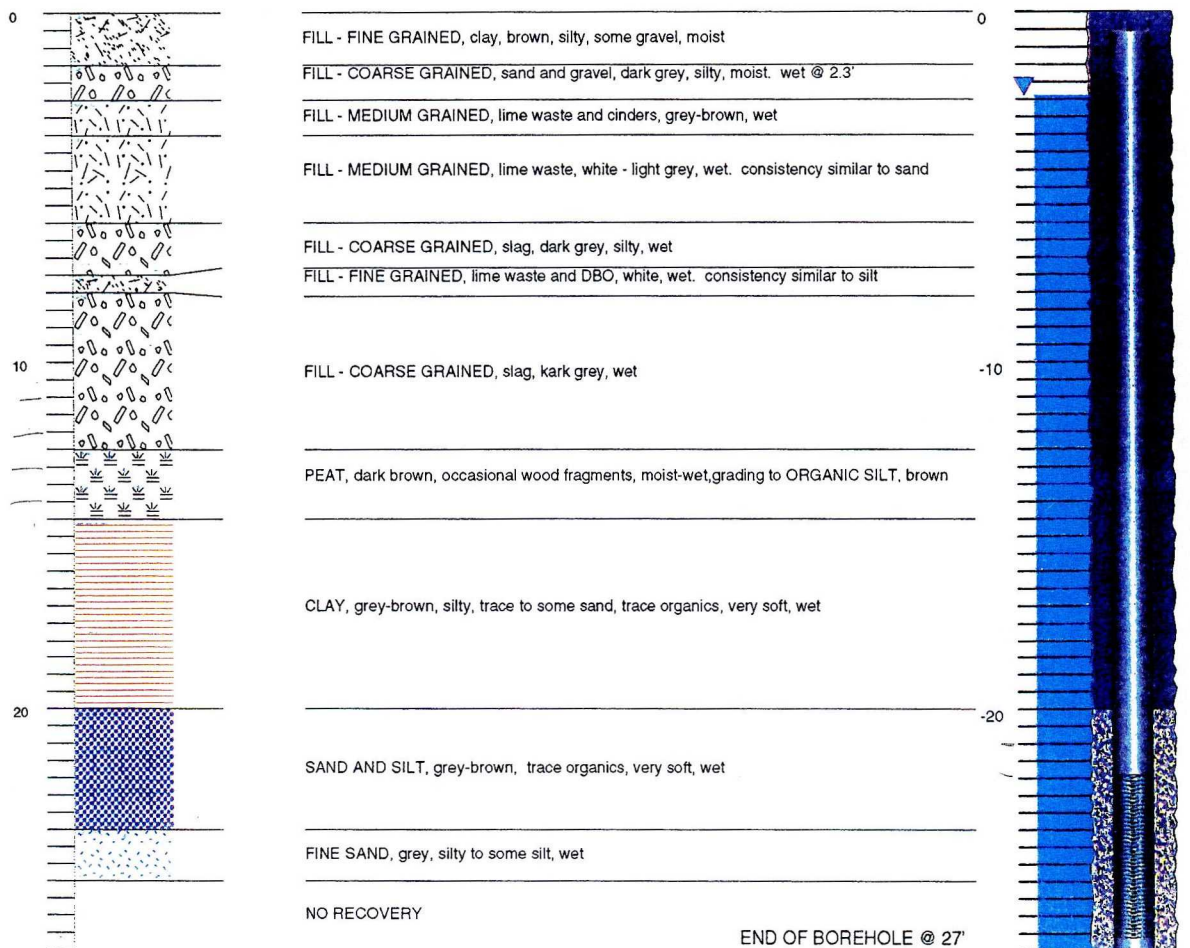 0
0
FILL - FINE GRAINED, clay, brown, silty, some gravel, moist
FILL - COARSE GRAINED, sand and gravel, dark grey, silty, moist. wet @ 2.3'
FILL - MEDIUM GRAINED, lime waste and cinders, grey-brown, wet
FILL - MEDIUM GRAINED, lime waste, white - light grey, wet. consistency similar to sand
FILL - COARSE GRAINED, slag, dark grey, silty, wet
FILL - FINE GRAINED, lime waste and DBO, white, wet. consistency similar to silt
10
FILL - COARSE GRAINED, slag, kark grey, wet
-10
PEAT, dark brown, occasional wood fragments, moist-wet,grading to ORGANIC SILT, brown
CLAY, grey-brown, silty, trace to some sand, trace organics, very soft, wet
20
-20
SAND AND SILT, grey-brown, trace organics, very soft, wet
FINE SAND, grey, silty to some silt, wet
NO RECOVERY
END OF BOREHOLE @ 27'